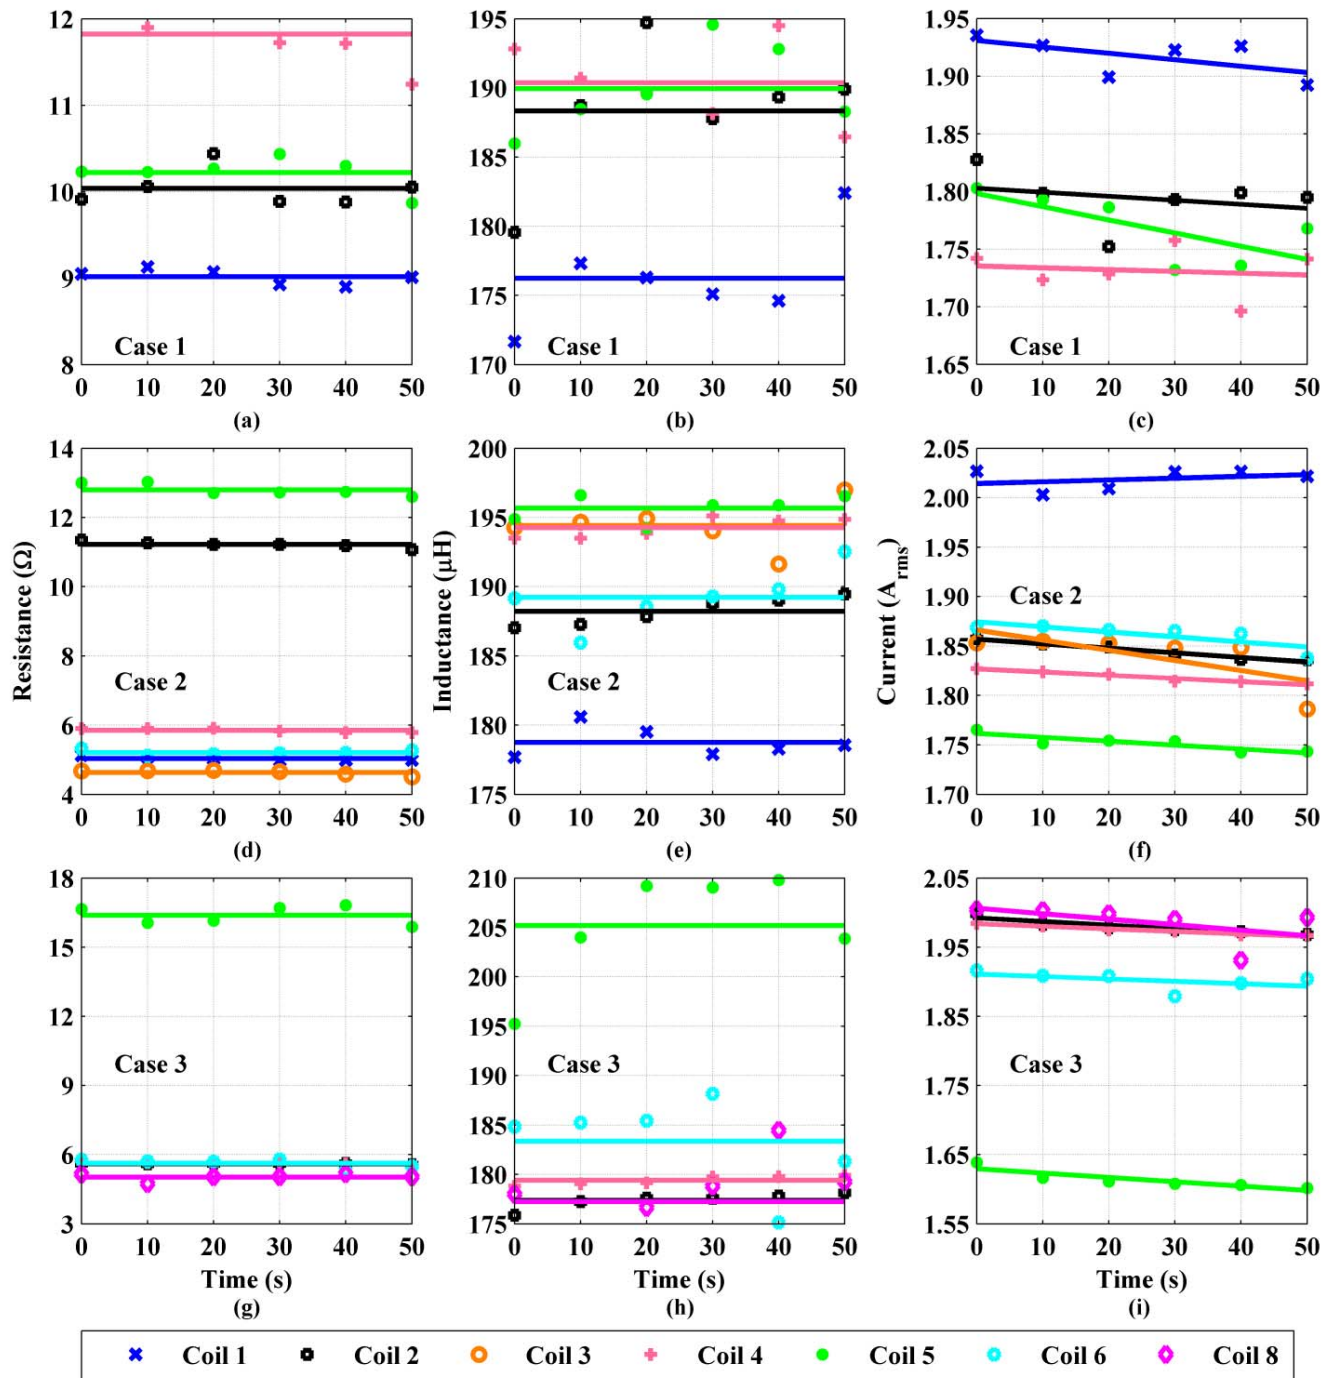 12
11
10
9
8
0 10 20 30 40 50
Case 1
(a)
195
190
185
180
175
170
0 10 20 30 40 50
Case 1
(b)
1.95
1.90
1.85
1.80
1.75
1.70
1.65
0 10 20 30 40 50
Case 1
(c)
Resistance (Ω)
14
12
10
8
6
4
0 10 20 30 40 50
Case 2
(d)
Inductance (μH)
200
195
190
185
180
175
0 10 20 30 40 50
Case 2
(e)
Current (A_rms)
2.05
2.00
2.05
1.90
1.85
1.80
1.75
1.70
0 10 20 30 40 50
Case 2
(f)
18
15
12
9
6
3
0 10 20 30 40 50
Case 3
Time (s)
(g)
210
205
200
195
190
185
180
175
0 10 20 30 40 50
Case 3
Time (s)
(h)
2.05
1.95
1.85
1.75
1.65
1.55
0 10 20 30 40 50
Case 3
Time (s)
(i)
Coil 1 Coil 2 Coil 3 Coil 4 Coil 5 Coil 6 Coil 8